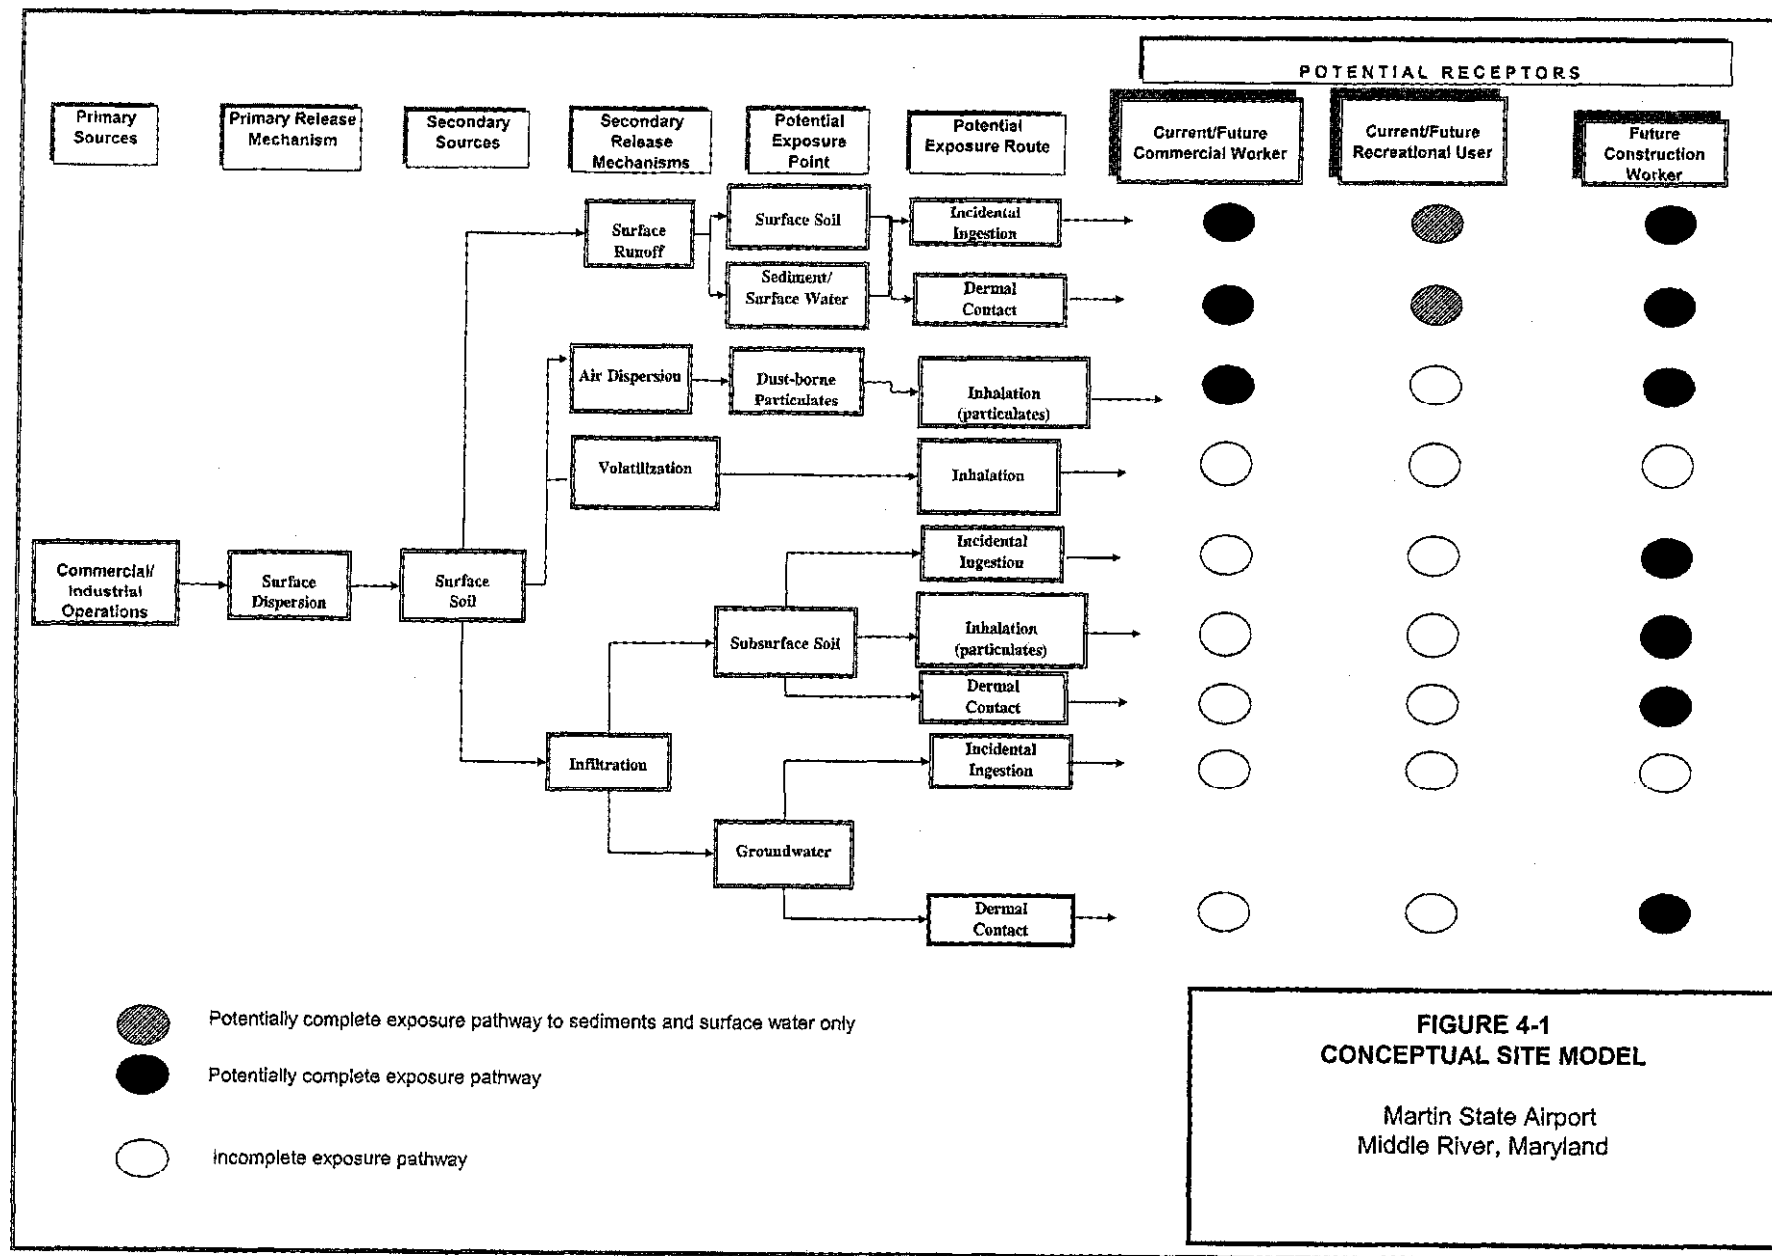 POTENTIAL RECEPTORS
Primary
Sources
Primary Release
Mechanism
Secondary
Sources
Secondary
Release
Mechanisms
Potential
Exposure
Point
Potential
Exposure Route
Current/Future
Commercial Worker
Current/Future
Recreational User
Future
Construction
Worker
Surface
Runoff
Surface Soil
Incidental
Ingestion
Sediment/
Surface Water
Dermal
Contact
Air Dispersion
Dust-borne
Particulates
Inhalation
(particulates)
Volatilization
Inhalation
Commercial/
Industrial
Operations
Surface
Dispersion
Surface
Soil
Incidental
Ingestion
Subsurface Soil
Inhalation
(particulates)
Dermal
Contact
Infiltration
Incidental
Ingestion
Groundwater
Dermal
Contact
Potentially complete exposure pathway to sediments and surface water only
Potentially complete exposure pathway
Incomplete exposure pathway
FIGURE 4-1
CONCEPTUAL SITE MODEL
Martin State Airport
Middle River, Maryland